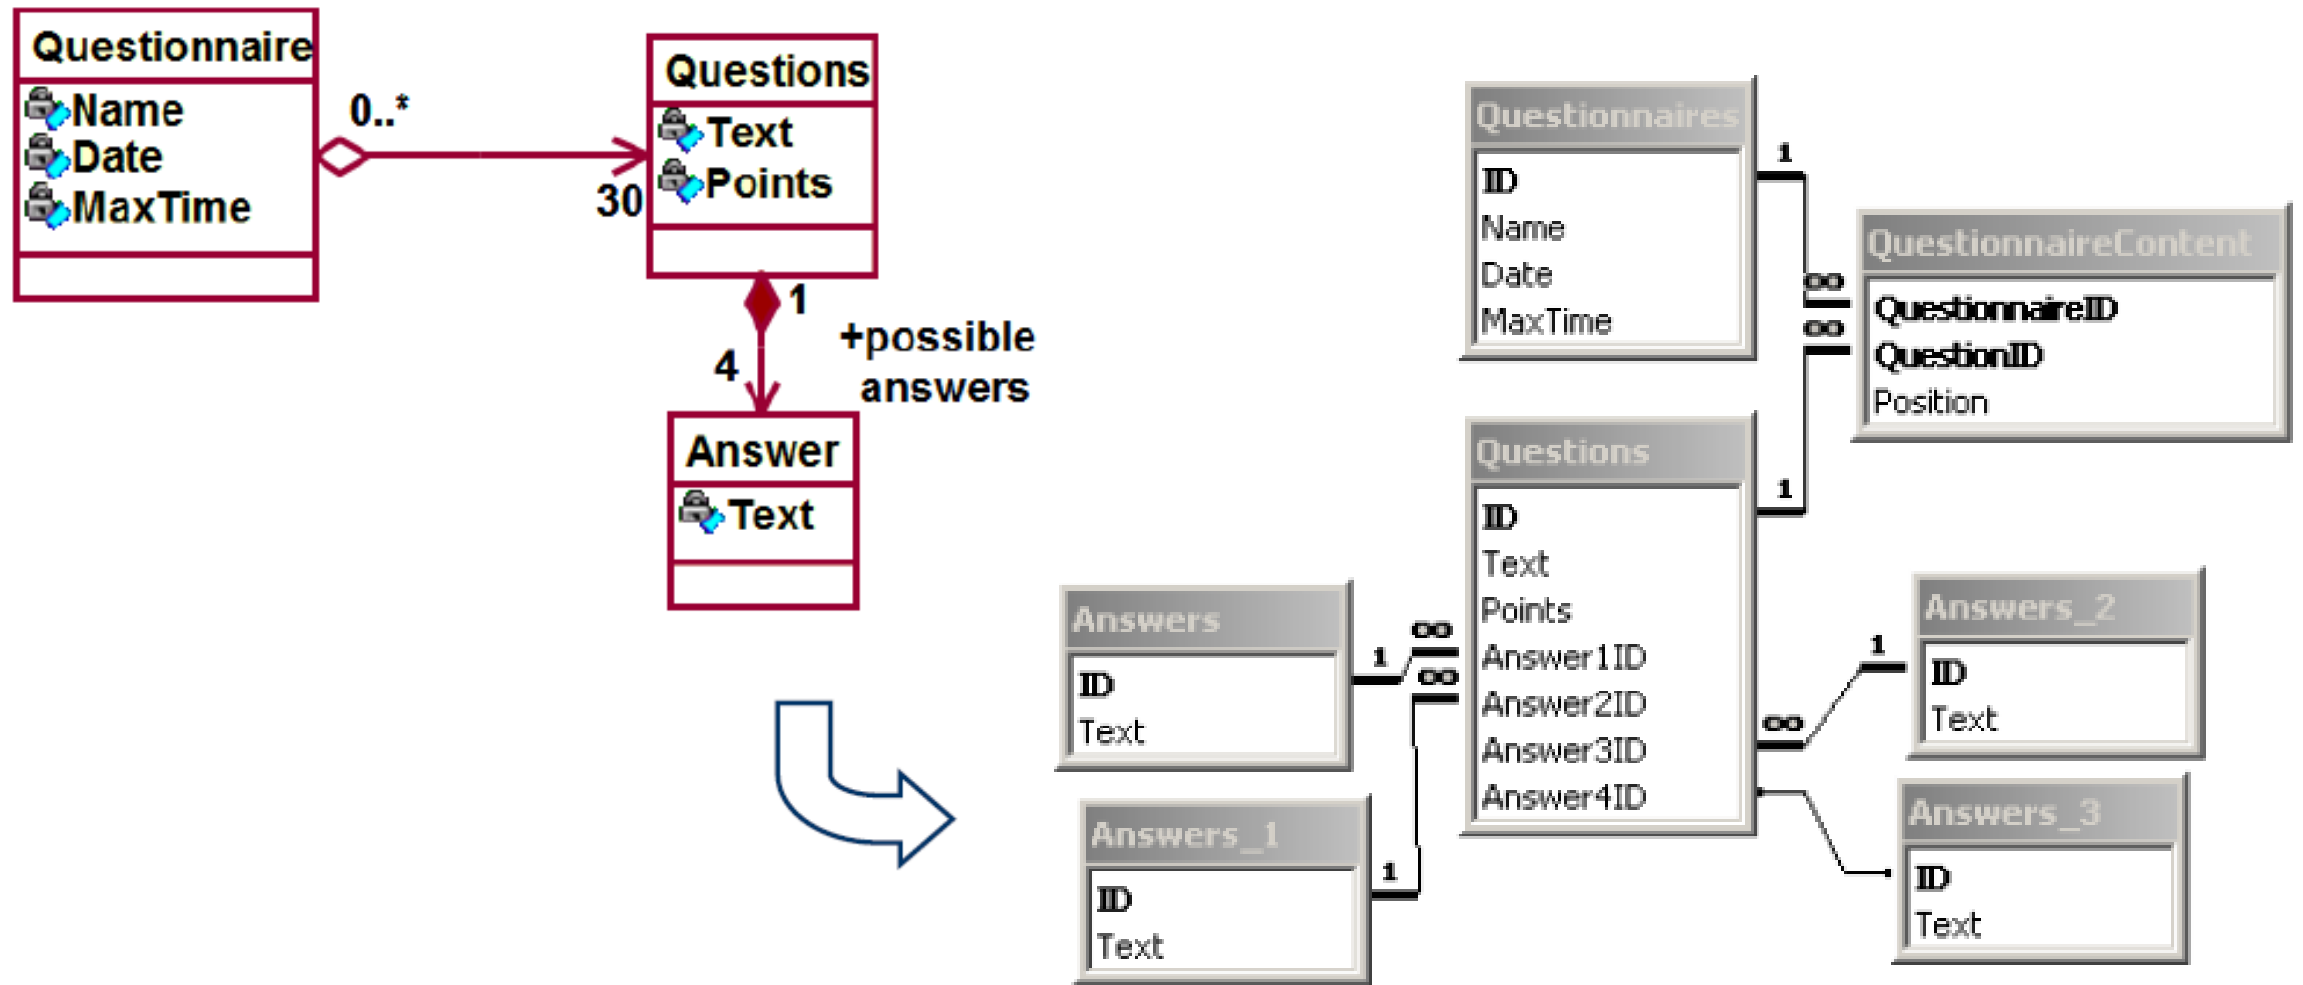 Questionnaire
Name
Date
MaxTime
0..*
30
Questions
Text
Points
1
+possible
answers
4
Answer
Text
Questionnaires
ID
Name
Date
MaxTime
1
∞
∞
QuestionnaireContent
QuestionnaireID
QuestionID
Position
Questions
ID
Text
Points
Answer1ID
Answer2ID
Answer3ID
Answer4ID
1
Answers
ID
Text
1
∞
∞
Answers_1
ID
Text
1
Answers_2
ID
Text
1
∞
Answers_3
ID
Text